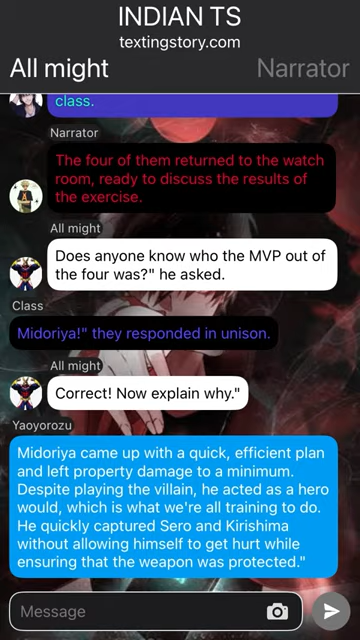 INDIAN TS
textingstory.com
All might
Narrator
class.
Narrator
The four of them returned to the watch
room, ready to discuss the results of
the exercise.
All might
Does anyone know who the MVP out of
the four was?" he asked.
Class
Midoriya!" they responded in unison.
All might
Correct! Now explain why."
Yaoyorozu
Midoriya came up with a quick, efficient plan
and left property damage to a minimum.
Despite playing the villain, he acted as a hero
would, which is what we're all training to do.
He quickly captured Sero and Kirishima
without allowing himself to get hurt while
ensuring that the weapon was protected."
Message